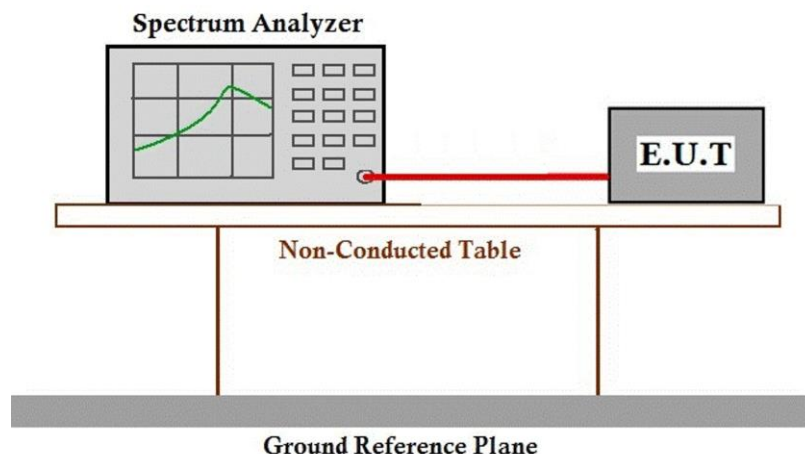 Spectrum Analyzer
E.U.T
Non-Conducted Table
Ground Reference Plane